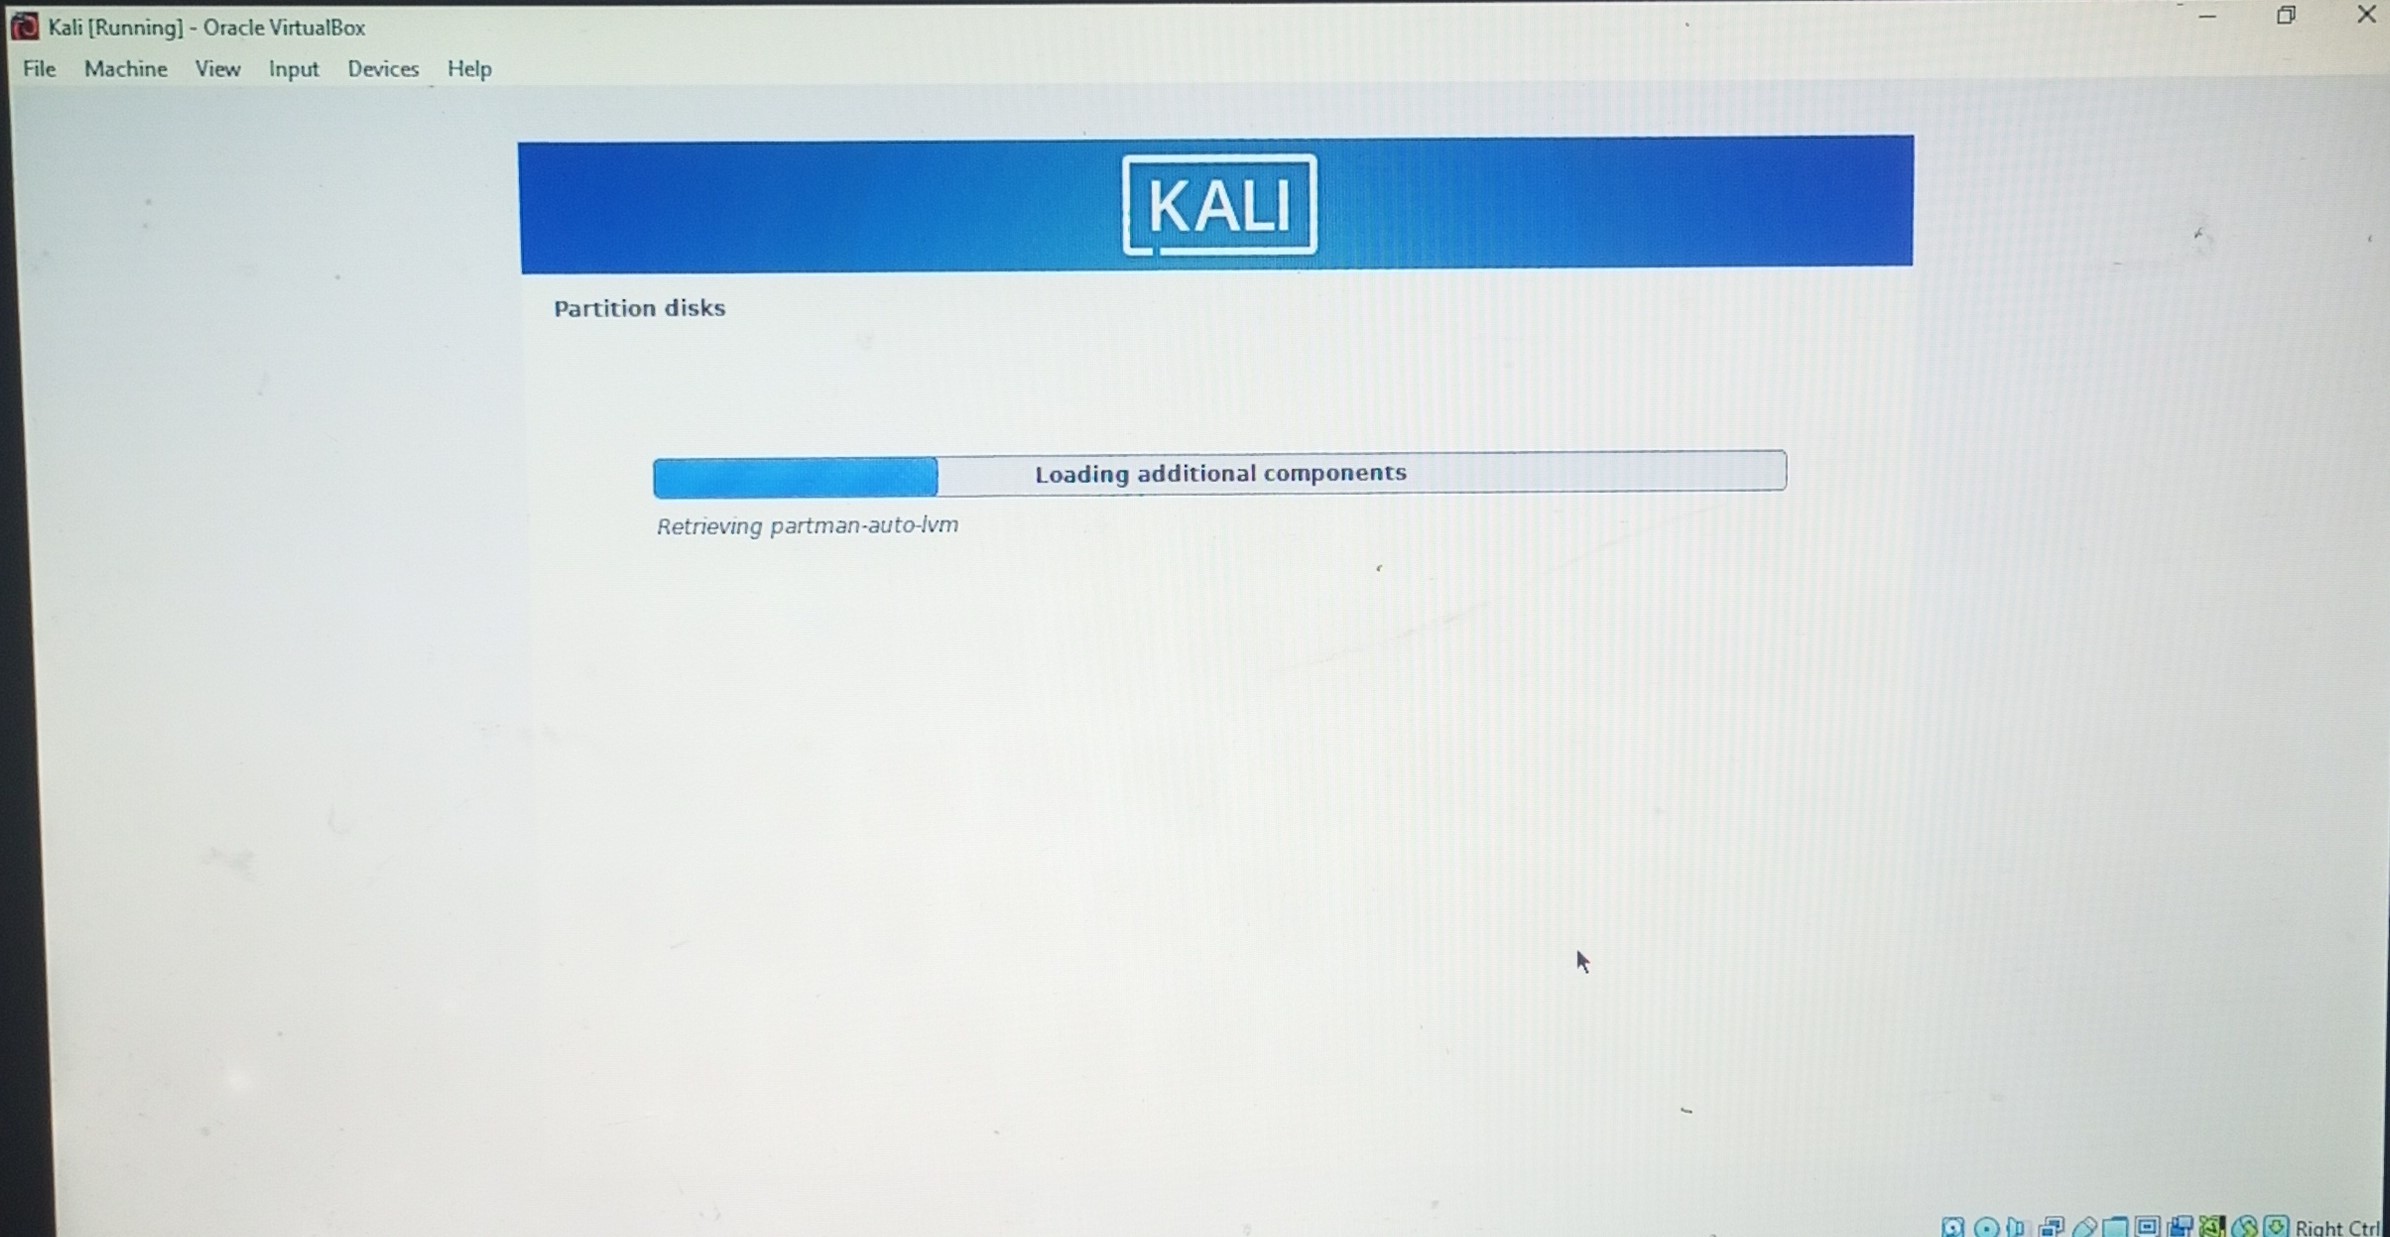 Kali [Running] - Oracle VirtualBox
File Machine View Input Devices Help
KALI
Partition disks
Loading additional components
Retrieving partman-auto-lvm
Right Ctrl